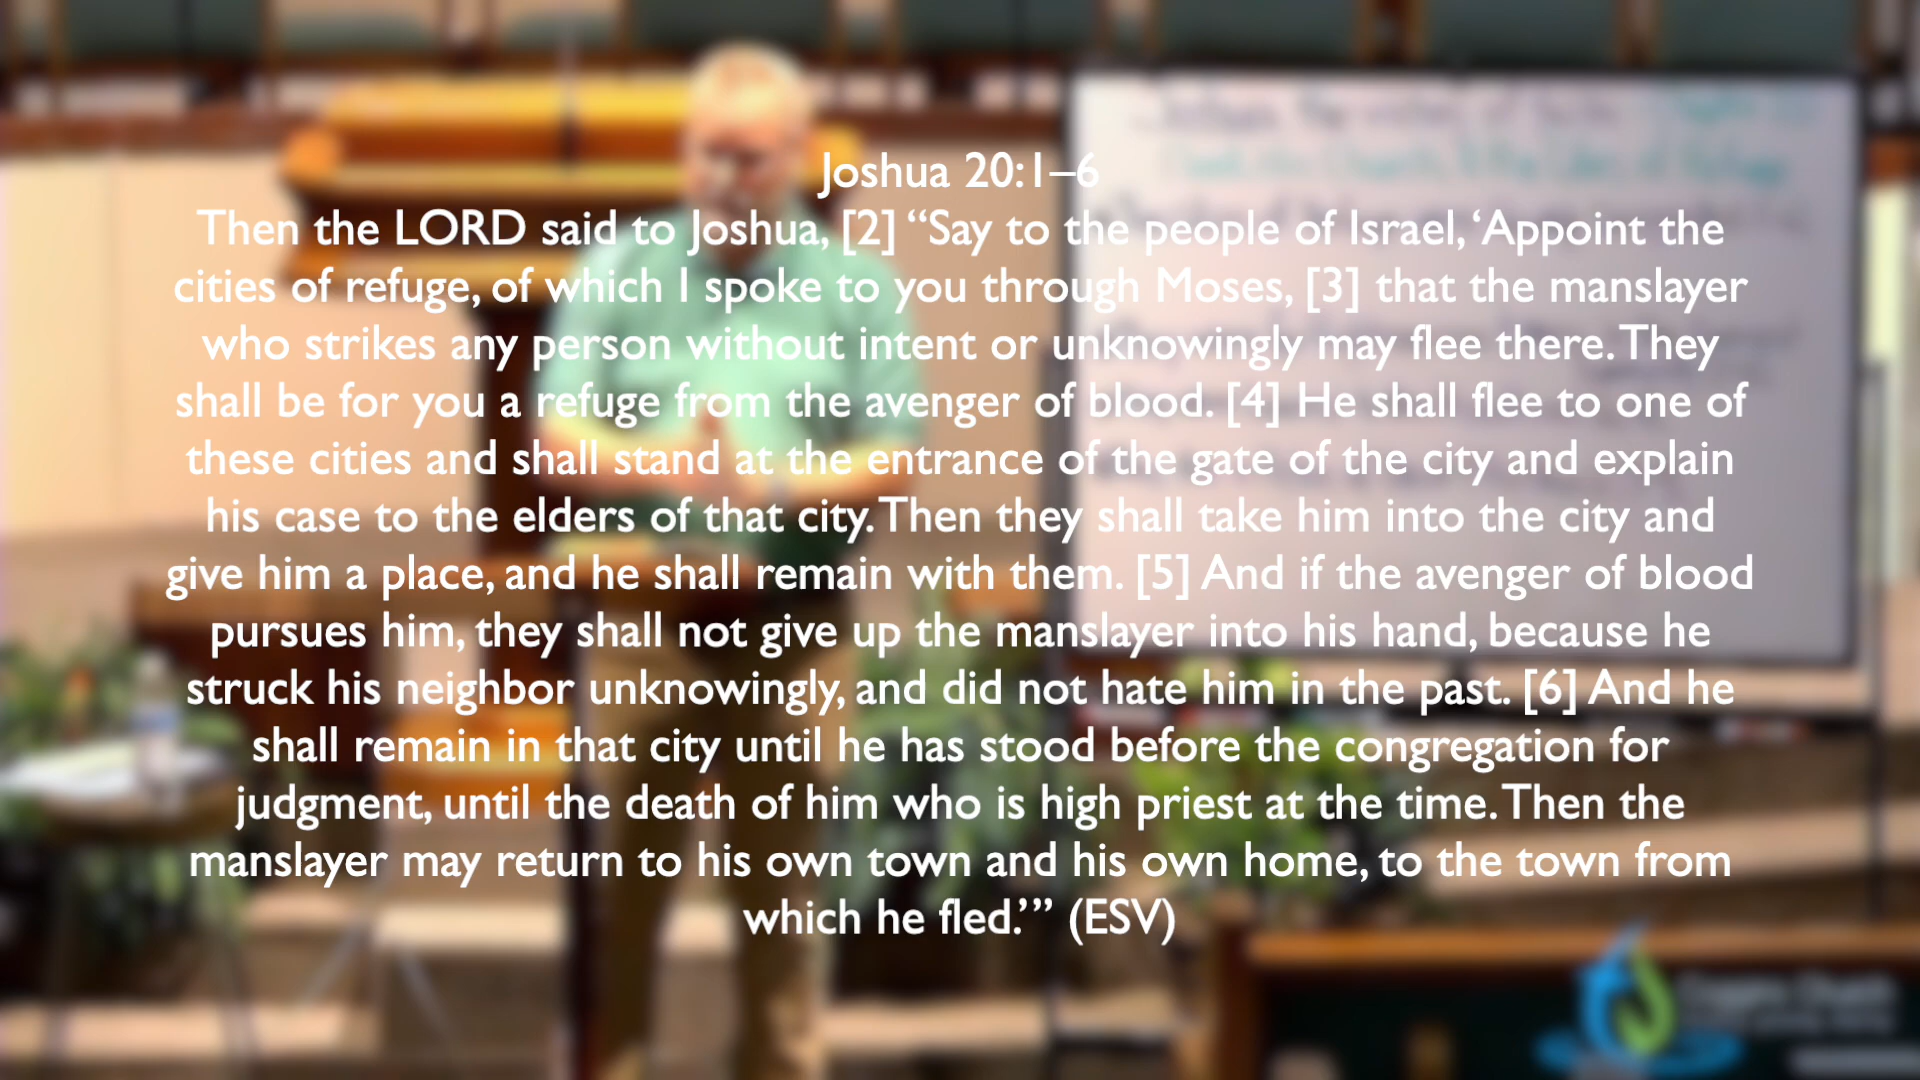 Joshua 20:1–6
Then the LORD said to Joshua, [2] “Say to the people of Israel, ‘Appoint the
cities of refuge, of which I spoke to you through Moses, [3] that the manslayer
who strikes any person without intent or unknowingly may flee there. They
shall be for you a refuge from the avenger of blood. [4] He shall flee to one of
these cities and shall stand at the entrance of the gate of the city and explain
his case to the elders of that city. Then they shall take him into the city and
give him a place, and he shall remain with them. [5] And if the avenger of blood
pursues him, they shall not give up the manslayer into his hand, because he
struck his neighbor unknowingly, and did not hate him in the past. [6] And he
shall remain in that city until he has stood before the congregation for
judgment, until the death of him who is high priest at the time. Then the
manslayer may return to his own town and his own home, to the town from
which he fled.’” (ESV)